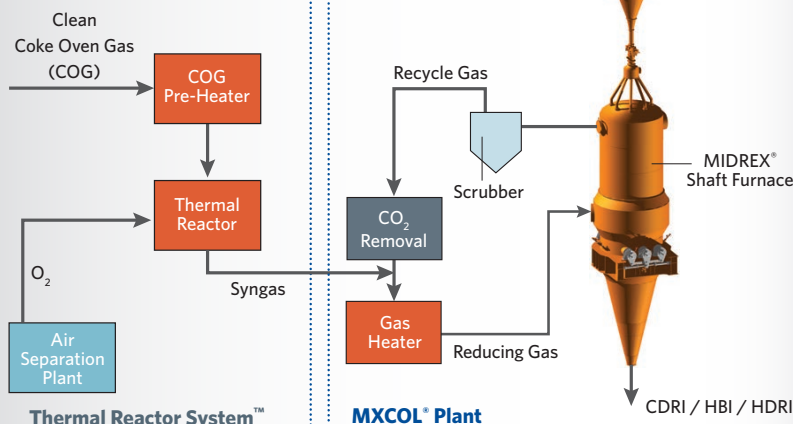 Clean
Coke Oven Gas
(COG)
COG
Pre-Heater
Thermal
Reactor
O₂
Air
Separation
Plant
Syngas
Thermal Reactor System™
Recycle Gas
Scrubber
CO₂
Removal
Gas
Heater
Reducing Gas
MIDREX®
Shaft Furnace
CDRI / HBI / HDRI
MXCOL® Plant